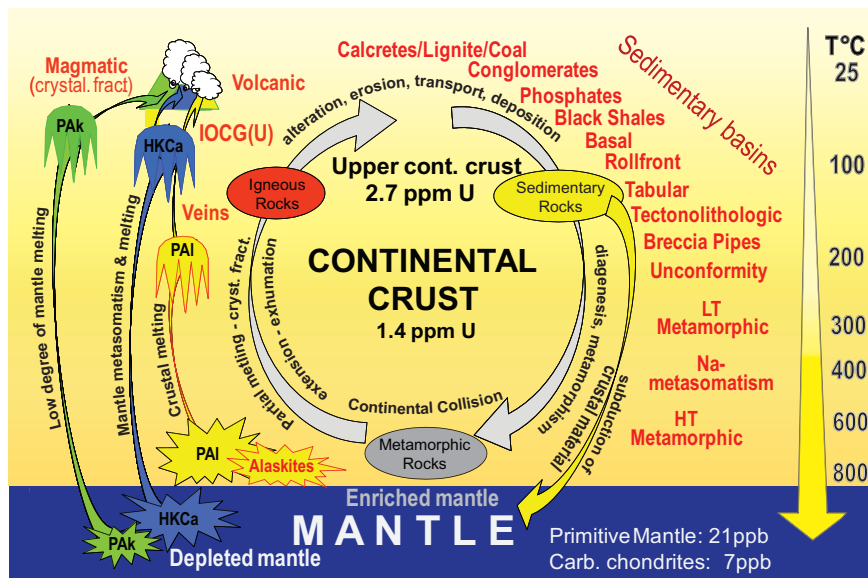 Magmatic
(crystal. fract.)
Volcanic
PAk
IOCG(U)
HKCa
Veins
PAl
Low degree of mantle melting
Mantle metasomatism & melting
Crustal melting
PAl
Alaskites
HKCa
PAk
Depleted mantle
Calcretes/Lignite/Coal
Conglomerates
Phosphates
Black Shales
Basal
Rollfront
Tabular
Tectonolithologic
Breccia Pipes
Unconformity
LT
Metamorphic
Na-
metasomatism
HT
Metamorphic
Sedimentary basins
alteration, erosion, transport, deposition
Upper cont. crust
2.7 ppm U
Igneous
Rocks
Sedimentary
Rocks
CONTINENTAL
CRUST
1.4 ppm U
Partial melting - cryst. fract.
extension - exhumation
diagenesis, metamorphism
subduction of
crustal material
Continental Collision
Metamorphic
Rocks
Enriched mantle
MANTLE
Primitive Mantle: 21ppb
Carb. chondrites: 7ppb
T°C
25
100
200
300
400
600
800